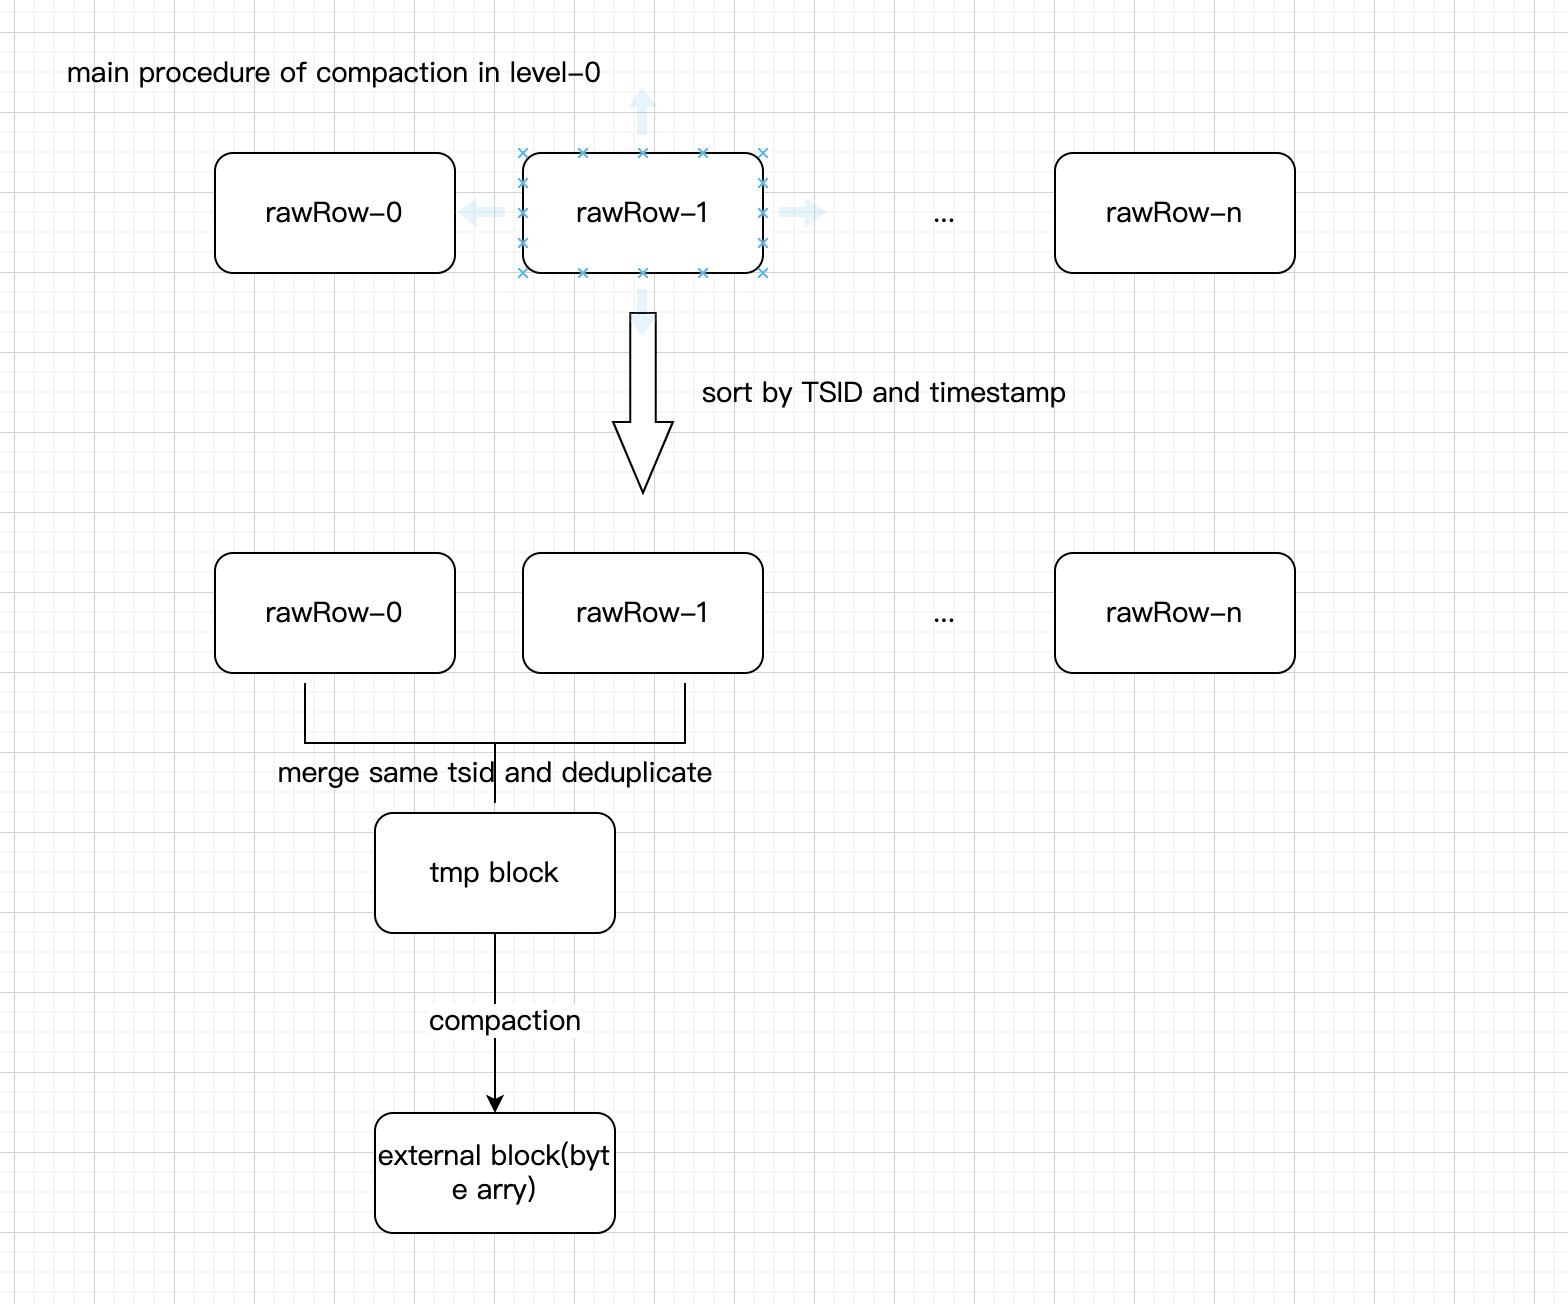 main procedure of compaction in level-0
rawRow-0
rawRow-1
...
rawRow-n
sort by TSID and timestamp
rawRow-0
rawRow-1
...
rawRow-n
merge same tsid and deduplicate
tmp block
compaction
external block(byt
e arry)